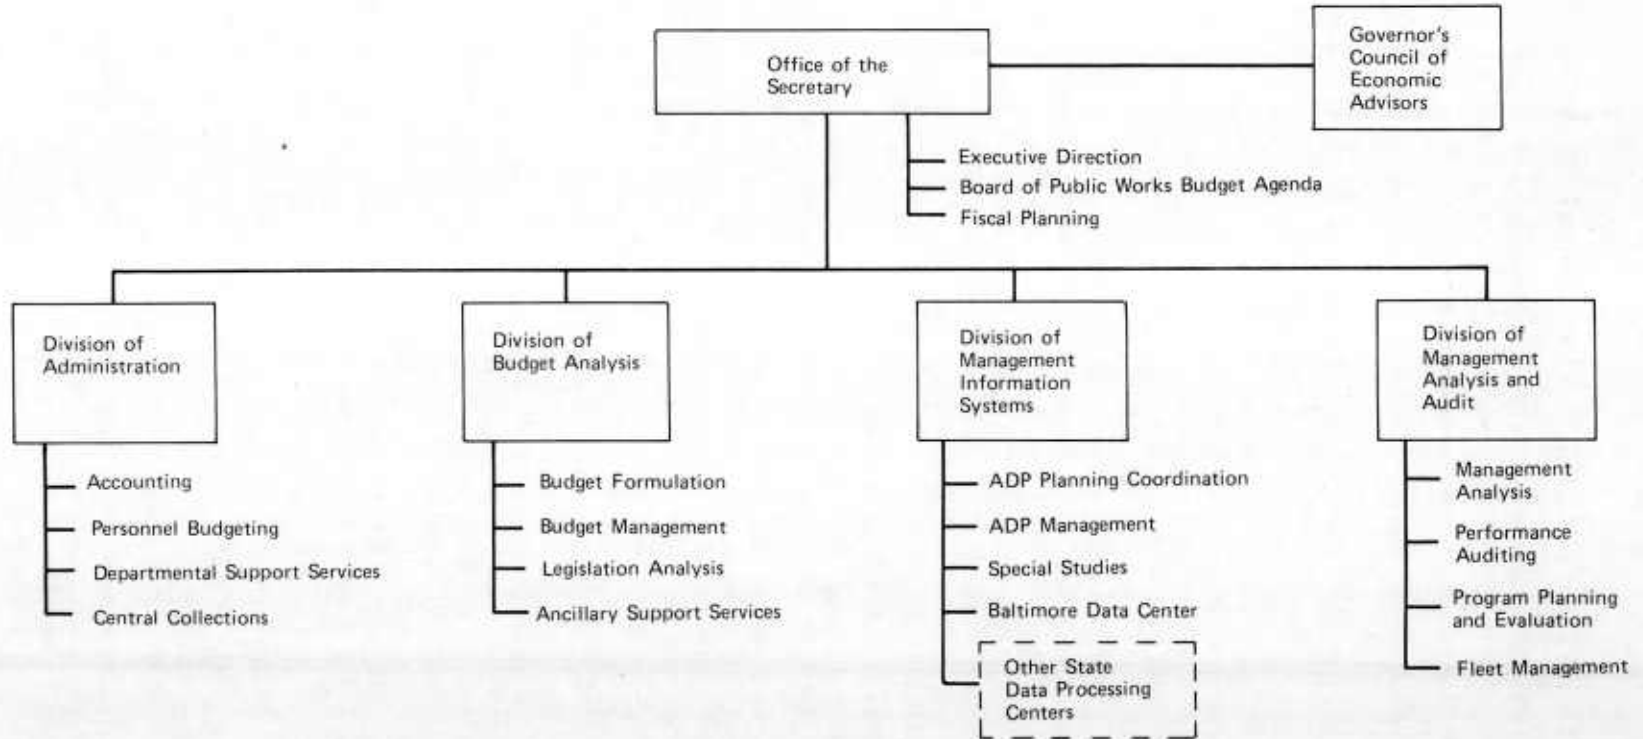 Office of the
Secretary
Governor's
Council of
Economic
Advisors
Executive Direction
Board of Public Works Budget Agenda
Fiscal Planning
Division of
Administration
Accounting
Personnel Budgeting
Departmental Support Services
Central Collections
Division of
Budget Analysis
Budget Formulation
Budget Management
Legislation Analysis
Ancillary Support Services
Division of
Management
Information
Systems
ADP Planning Coordination
ADP Management
Special Studies
Baltimore Data Center
Other State
Data Processing
Centers
Division of
Management
Analysis and
Audit
Management
Analysis
Performance
Auditing
Program Planning
and Evaluation
Fleet Management